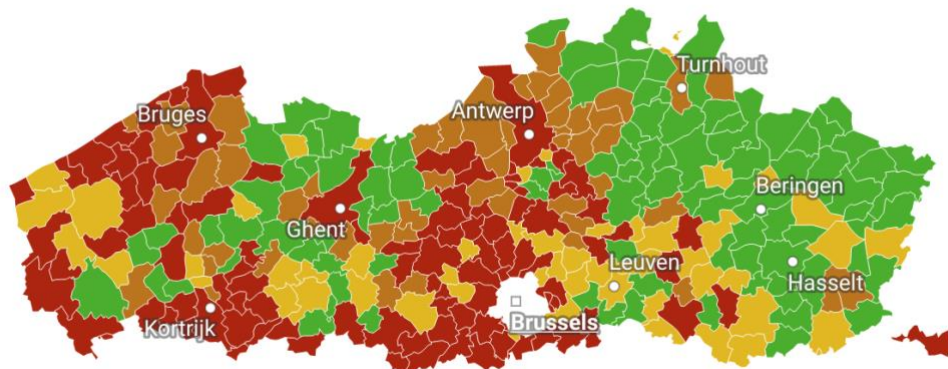 Turnhout
Bruges
Antwerp
Beringen
Ghent
Leuven
Hasselt
Kortrijk
Brussels